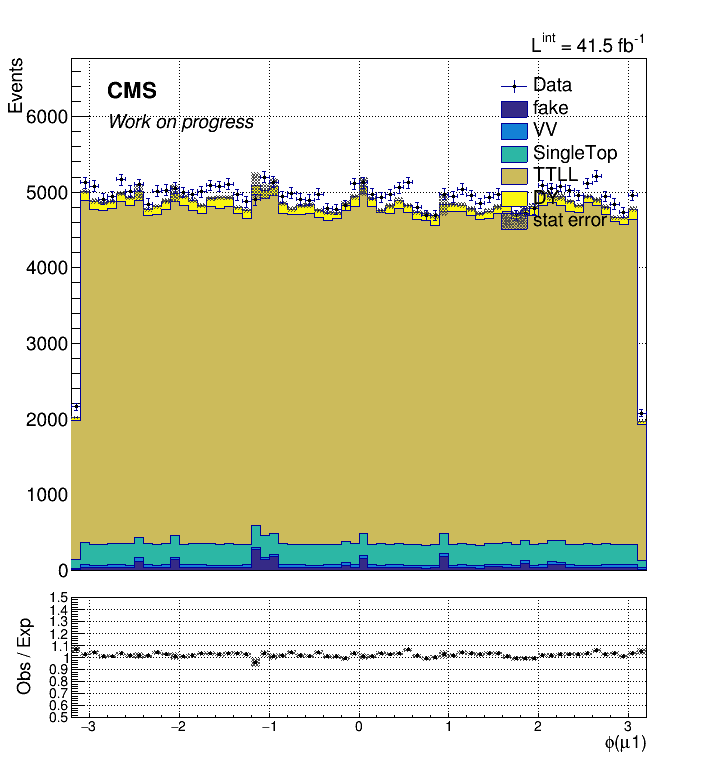 L^int = 41.5 fb^-1
Events
CMS
Work on progress
Data
fake
VV
SingleTop
TTLL
DY
stat error
6000
5000
4000
3000
2000
1000
0
Obs / Exp
1.5
1.4
1.3
1.2
1.1
1
0.9
0.8
0.7
0.6
0.5
−3 −2 −1 0 1 2 3
ϕ(μ1)